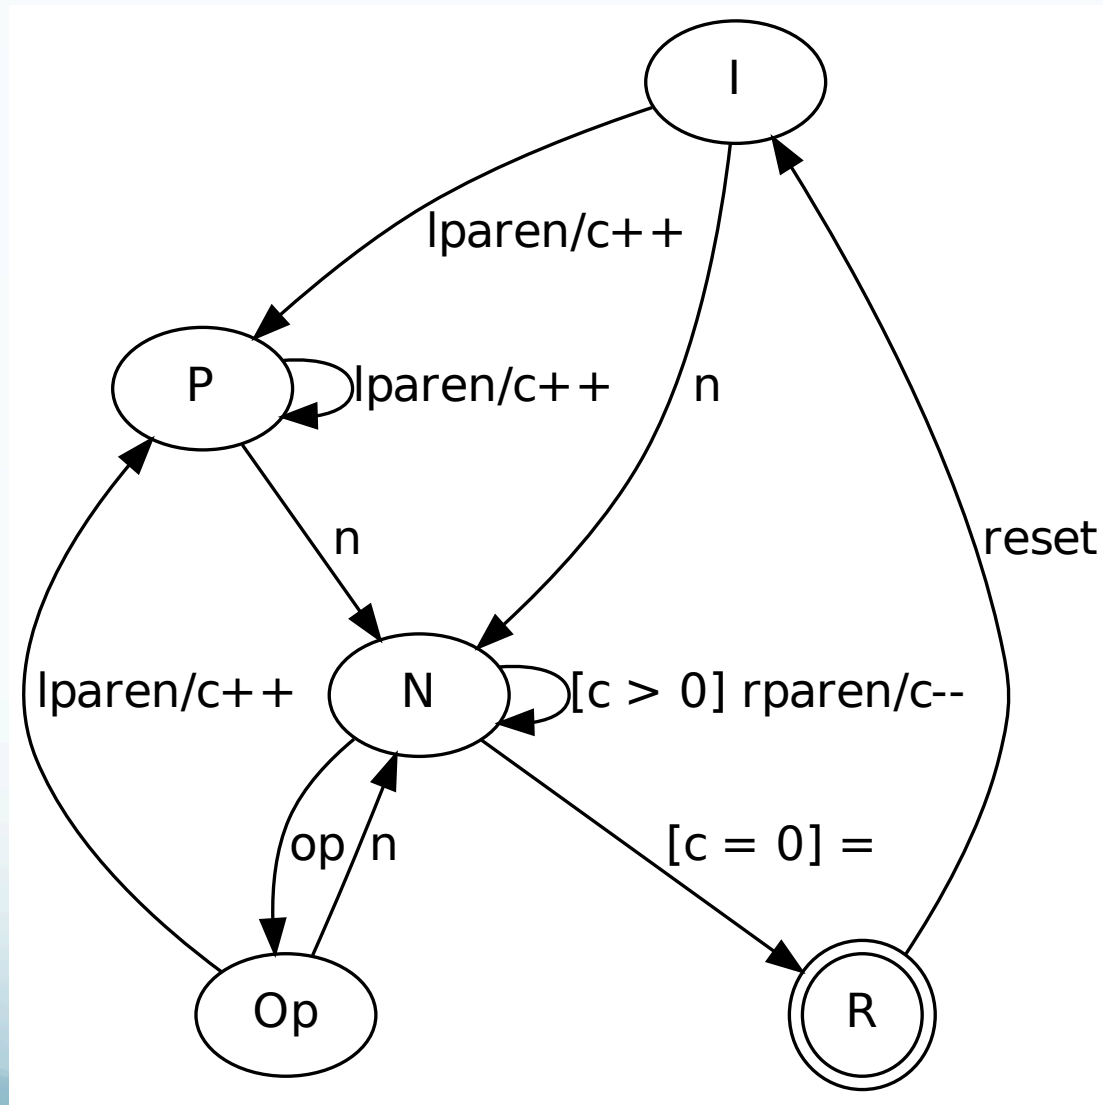 I
lparen/c++
P
lparen/c++
n
n
reset
lparen/c++
N
[c > 0] rparen/c--
op
n
[c = 0] =
Op
R